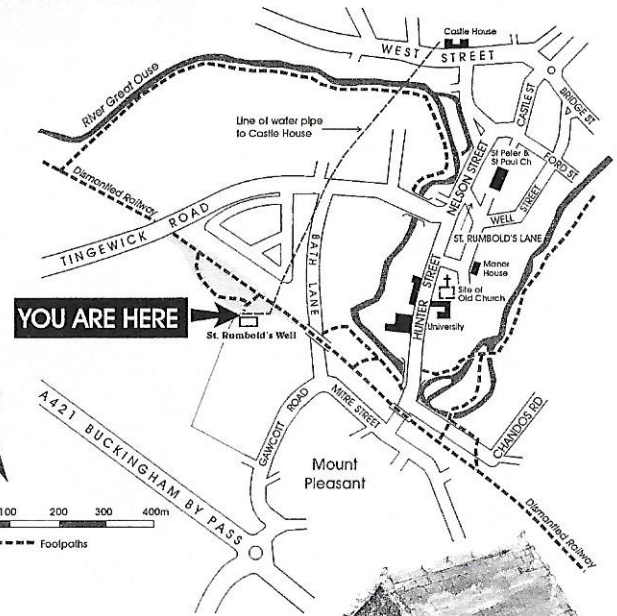 Castle House
WEST STREET
River Great Ouse
CASTLE ST
BRIDGE ST
Line of water pipe
to Castle House
St Peter &
St Paul Ch
FORD ST
Dismantled Railway
NELSON STREET
WELL STREET
TINGEWICK ROAD
ST. RUMBOLD'S LANE
BATH LANE
HUNTER STREET
Manor
House
Site of
Old Church
YOU ARE HERE
University
St. Rumbold's Well
GAWCOTT ROAD
MITRE STREET
CHANDOS RD
A421 BUCKINGHAM BY PASS
Mount
Pleasant
100 200 300 400m
Footpaths
Dismantled Railway